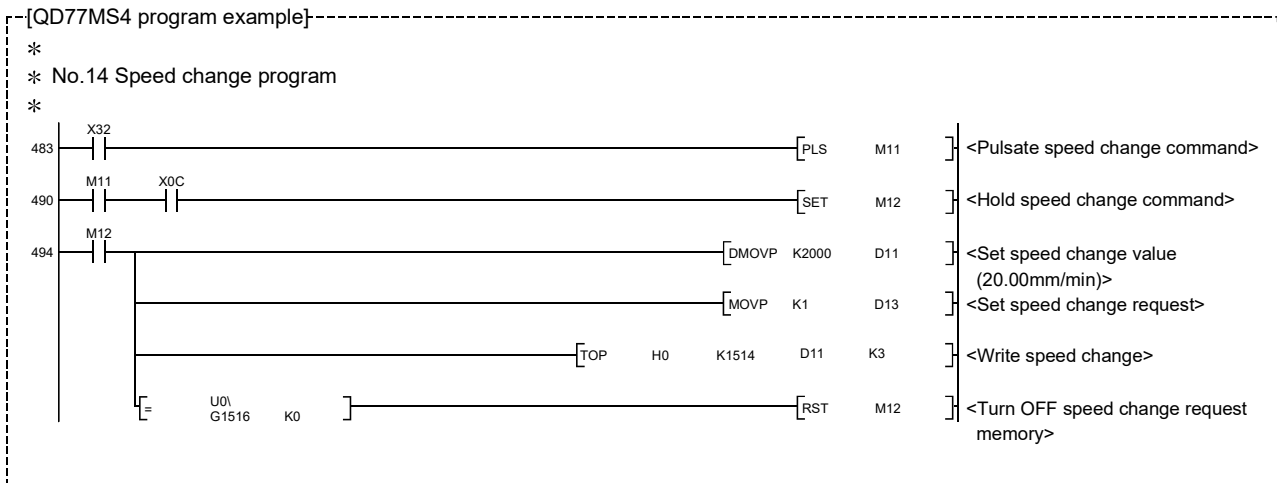 [QD77MS4 program example]
*
* No.14 Speed change program
*
X32
483 PLS M11 <Pulsate speed change command>
M11 X0C
490 SET M12 <Hold speed change command>
M12
494 DMOVP K2000 D11 <Set speed change value
(20.00mm/min)>
MOVP K1 D13 <Set speed change request>
TOP H0 K1514 D11 K3 <Write speed change>
= U0\
G1516 K0 RST M12 <Turn OFF speed change request
memory>